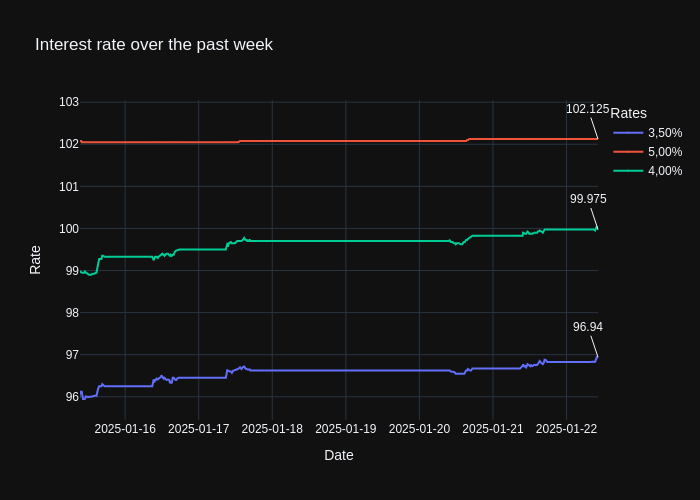 Interest rate over the past week
Rates
3,50%
5,00%
4,00%
102.125
99.975
96.94
103
102
101
100
99
98
97
96
Rate
2025-01-16 2025-01-17 2025-01-18 2025-01-19 2025-01-20 2025-01-21 2025-01-22
Date